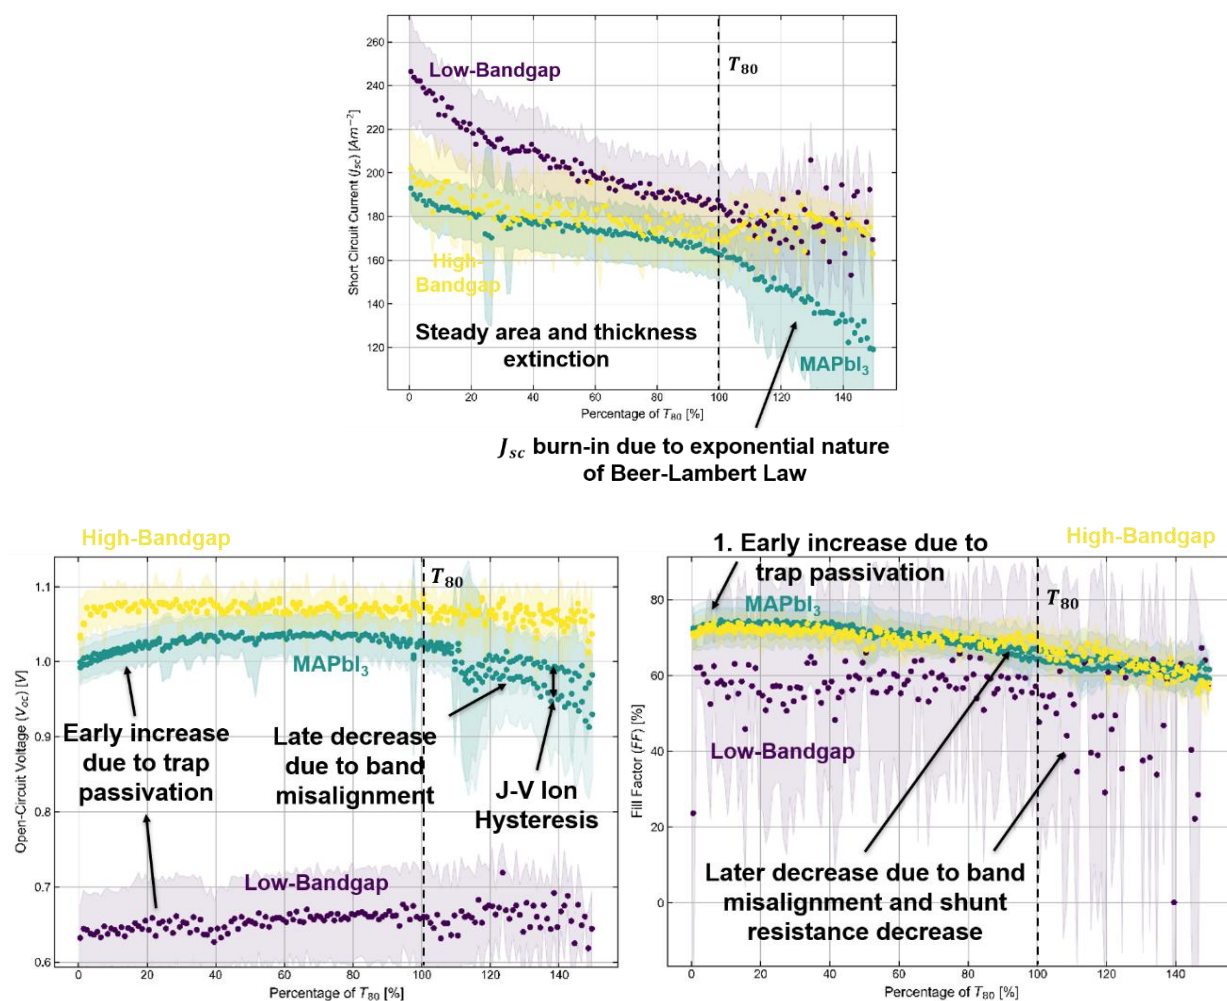 260
Low-Bandgap
T₈₀
240
220
200
180
160
140
120
Short Circuit Current (J_sc) [Am⁻²]
High-
Bandgap
Steady area and thickness
extinction
MAPbI₃
0
20
40
60
80
100
120
140
Percentage of T₈₀ [%]
J_sc burn-in due to exponential nature
of Beer-Lambert Law
High-Bandgap
1.1
1.0
0.9
0.8
0.7
0.6
Open-Circuit Voltage (V_oc) [V]
T₈₀
MAPbI₃
Early increase
due to trap
passivation
Late decrease
due to band
misalignment
J-V Ion
Hysteresis
Low-Bandgap
0
20
40
60
80
100
120
140
Percentage of T₈₀ [%]
1. Early increase due to
trap passivation
High-Bandgap
MAPbI₃
T₈₀
80
60
40
20
0
Fill Factor (FF) [%]
Low-Bandgap
Later decrease due to band
misalignment and shunt
resistance decrease
0
20
40
60
80
100
120
140
Percentage of T₈₀ [%]